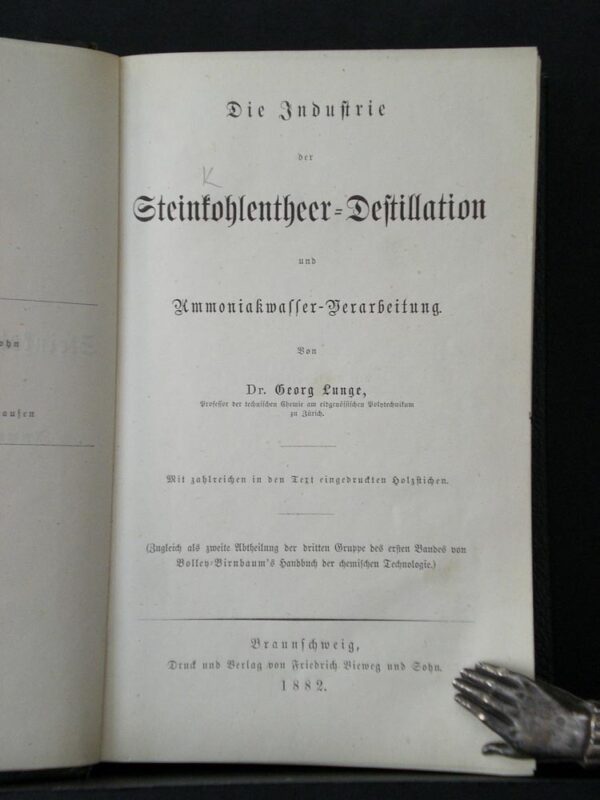 ohn
ausen
Die Industrie
der
K
Steinkohlentheer-Destillation
und
Ammoniakwasser-Verarbeitung.
Von
Dr. Georg Lunge,
Professor der technischen Chemie am eidgenössischen Polytechnikum
zu Zürich.
Mit zahlreichen in den Text eingedruckten Holzstichen.
(Zugleich als zweite Abtheilung der dritten Gruppe des ersten Bandes von
Bolley-Birnbaum's Handbuch der chemischen Technologie.)
Braunschweig,
Druck und Verlag von Friedrich Vieweg und Sohn.
1882.